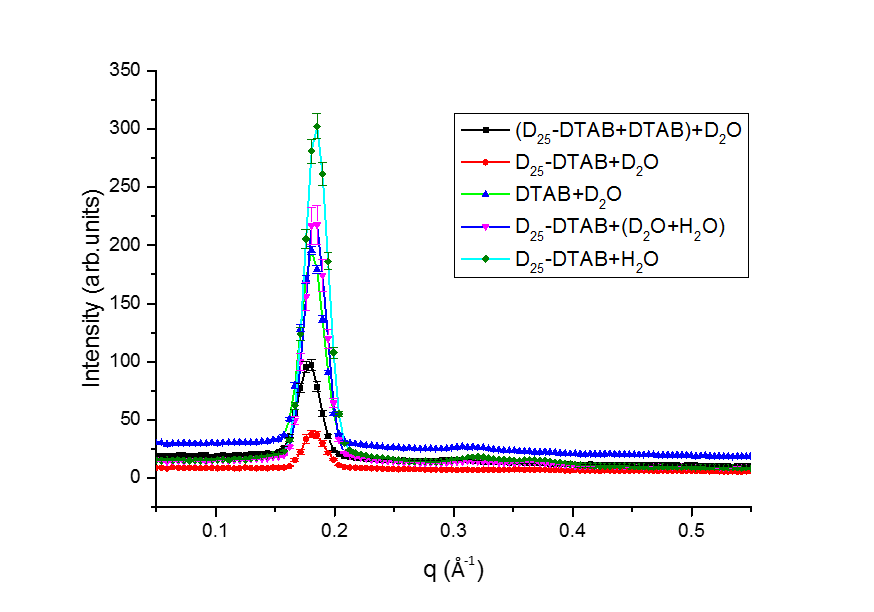 350
300
250
200
150
100
50
0
Intensity (arb.units)
(D₂₅-DTAB+DTAB)+D₂O
D₂₅-DTAB+D₂O
DTAB+D₂O
D₂₅-DTAB+(D₂O+H₂O)
D₂₅-DTAB+H₂O
0.1 0.2 0.3 0.4 0.5
q (Å⁻¹)